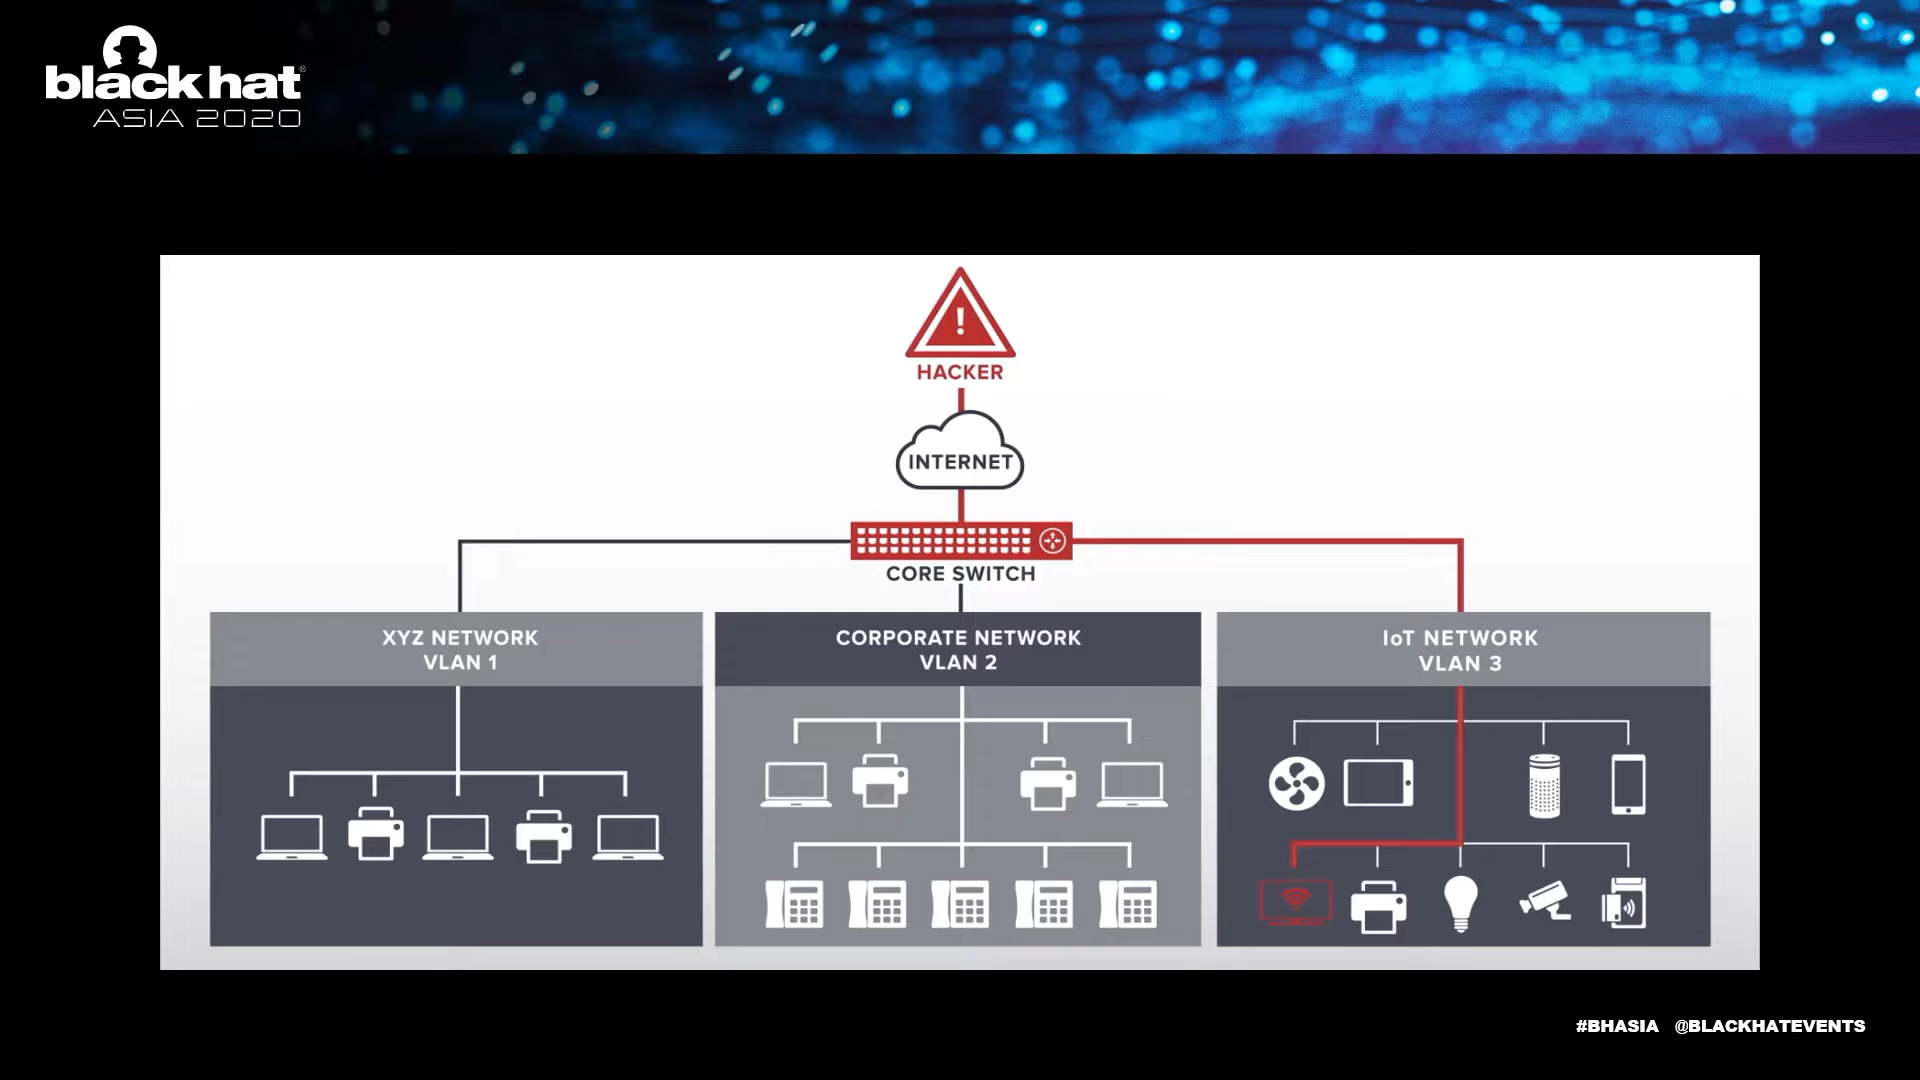 black hat®
ASIA 2020
!
HACKER
INTERNET
CORE SWITCH
XYZ NETWORK
VLAN 1
CORPORATE NETWORK
VLAN 2
IoT NETWORK
VLAN 3
#BHASIA @BLACKHATEVENTS